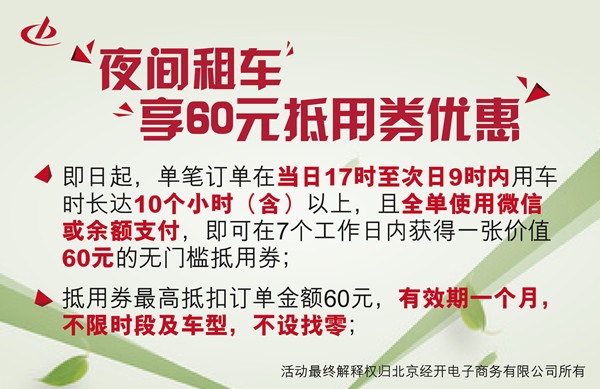 夜间租车
享60元抵用券优惠
即日起，单笔订单在当日17时至次日9时内用车
时长达10个小时（含）以上，且全单使用微信
或余额支付，即可在7个工作日内获得一张价值
60元的无门槛抵用券；
抵用券最高抵扣订单金额60元，有效期一个月，
不限时段及车型，不设找零；
活动最终解释权归北京经开电子商务有限公司所有